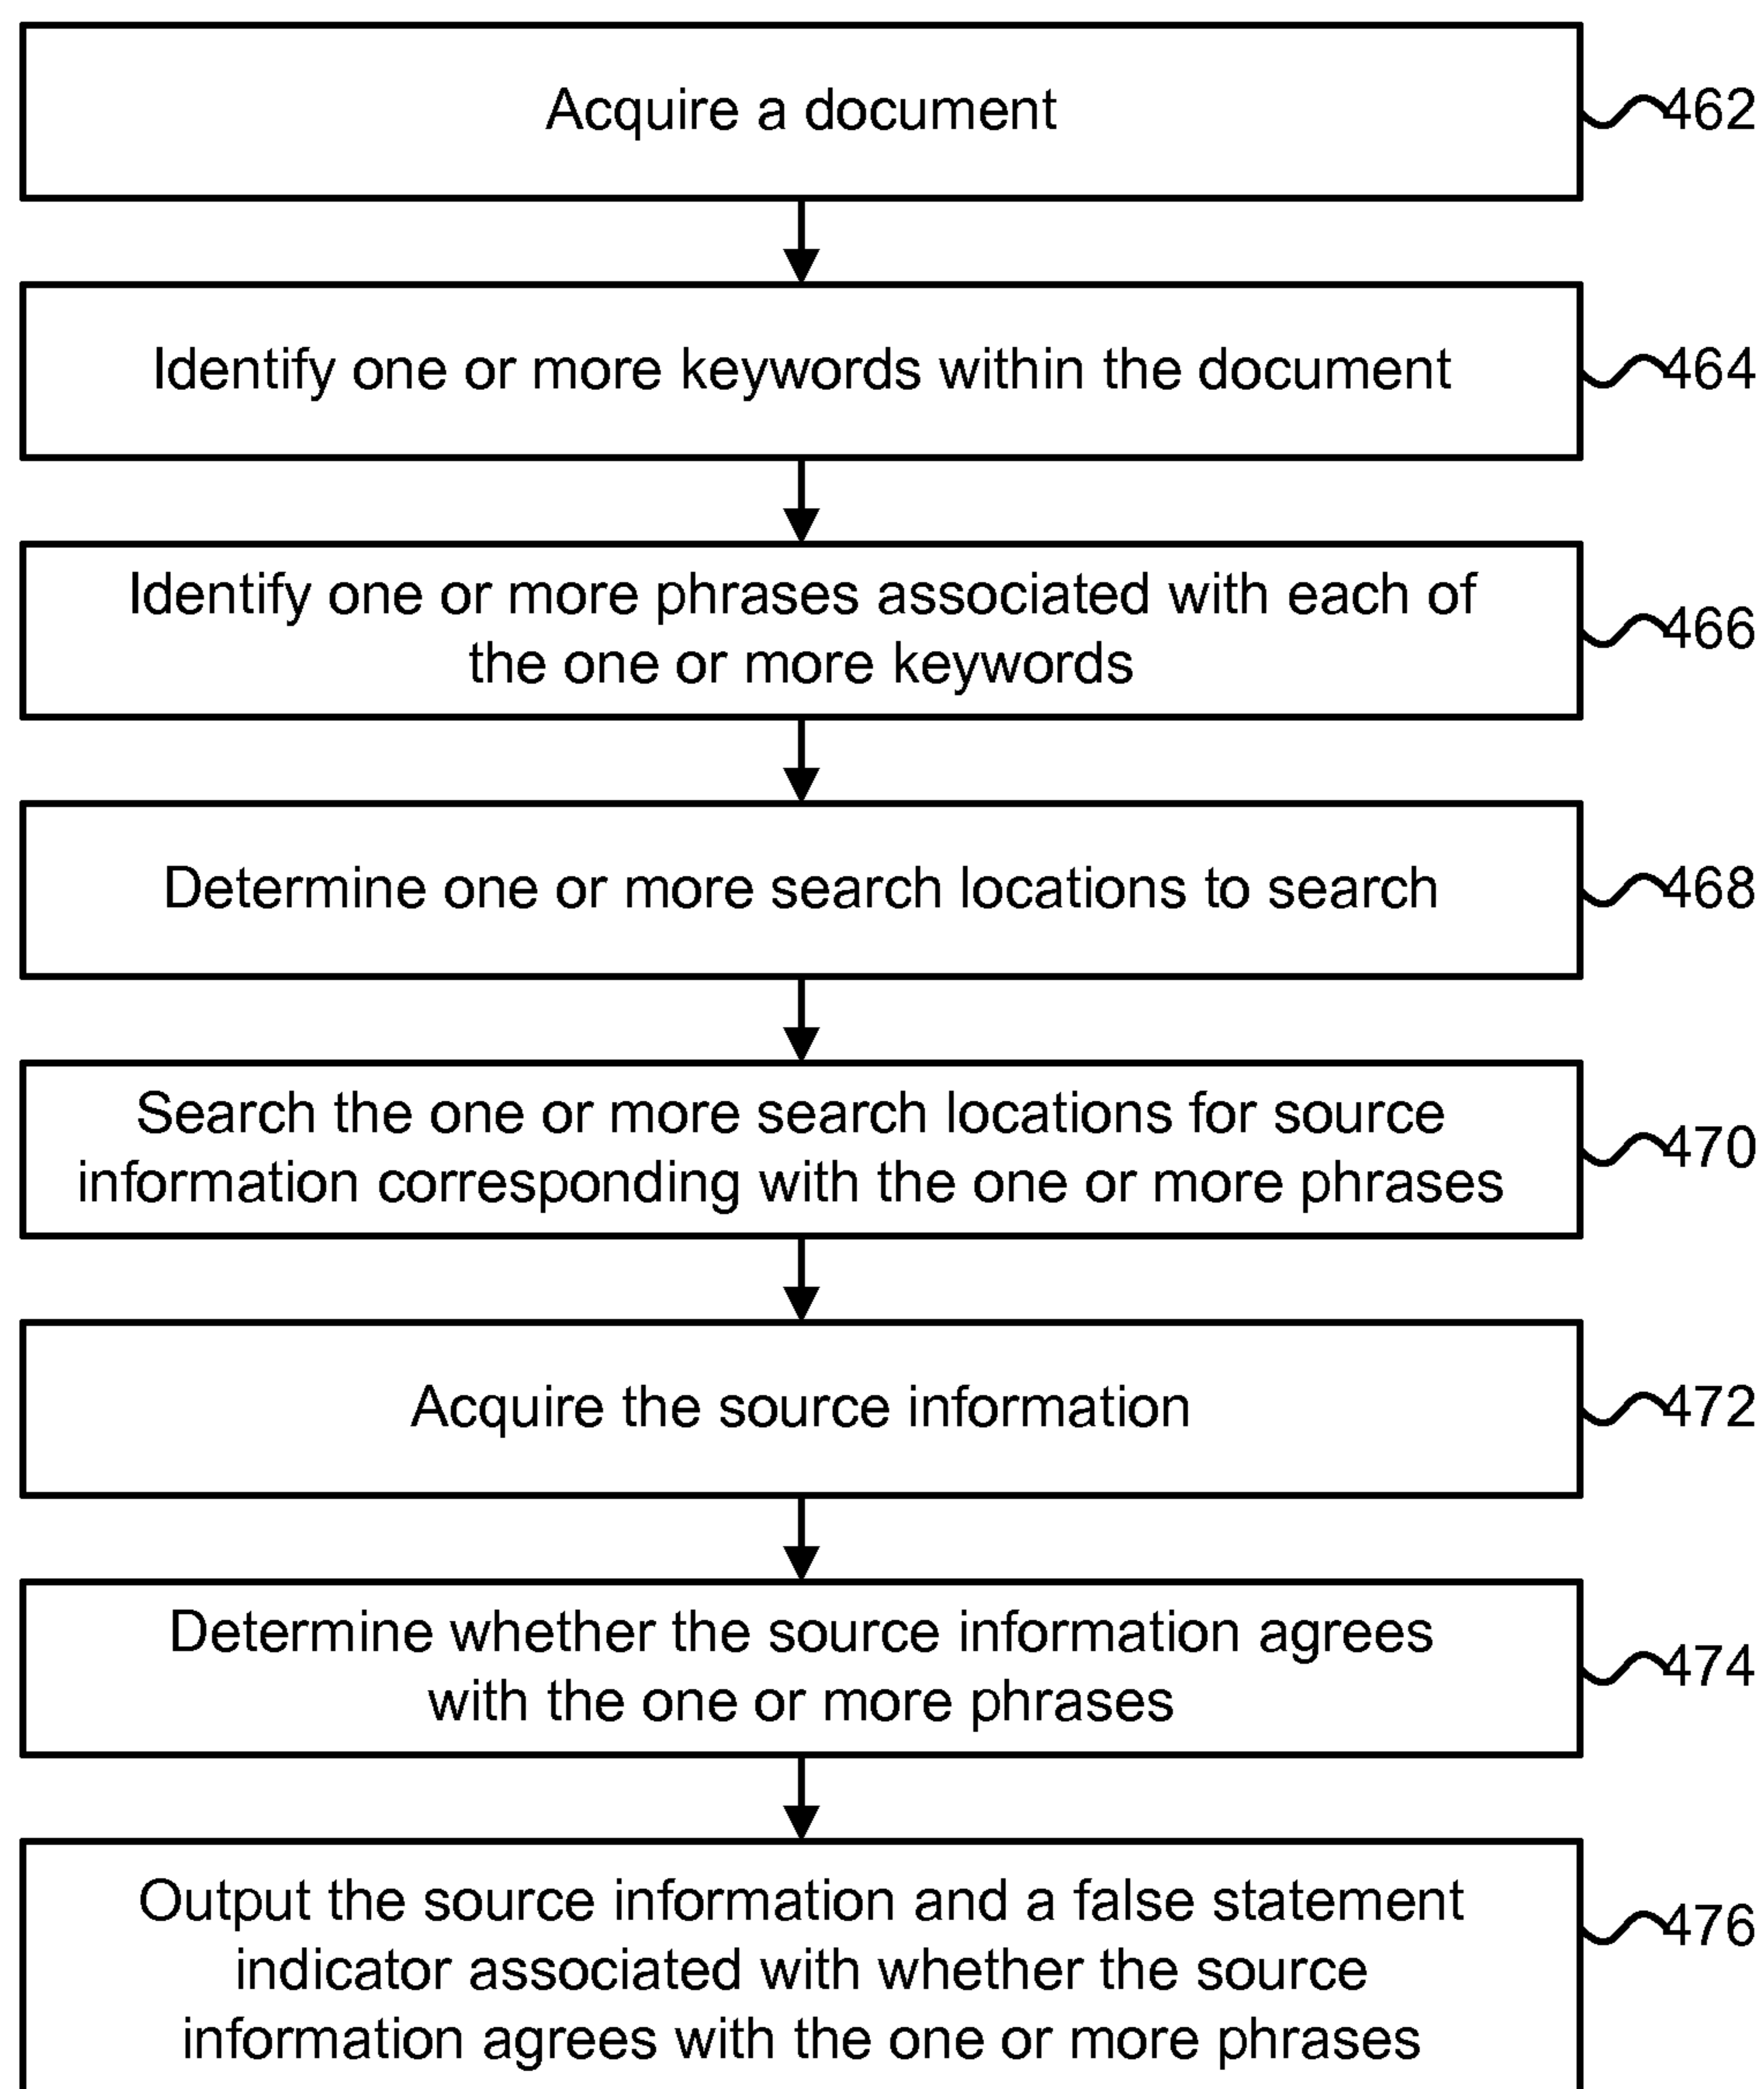 Acquire a document
462
Identify one or more keywords within the document
464
Identify one or more phrases associated with each of
the one or more keywords
466
Determine one or more search locations to search
468
Search the one or more search locations for source
information corresponding with the one or more phrases
470
Acquire the source information
472
Determine whether the source information agrees
with the one or more phrases
474
Output the source information and a false statement
indicator associated with whether the source
information agrees with the one or more phrases
476